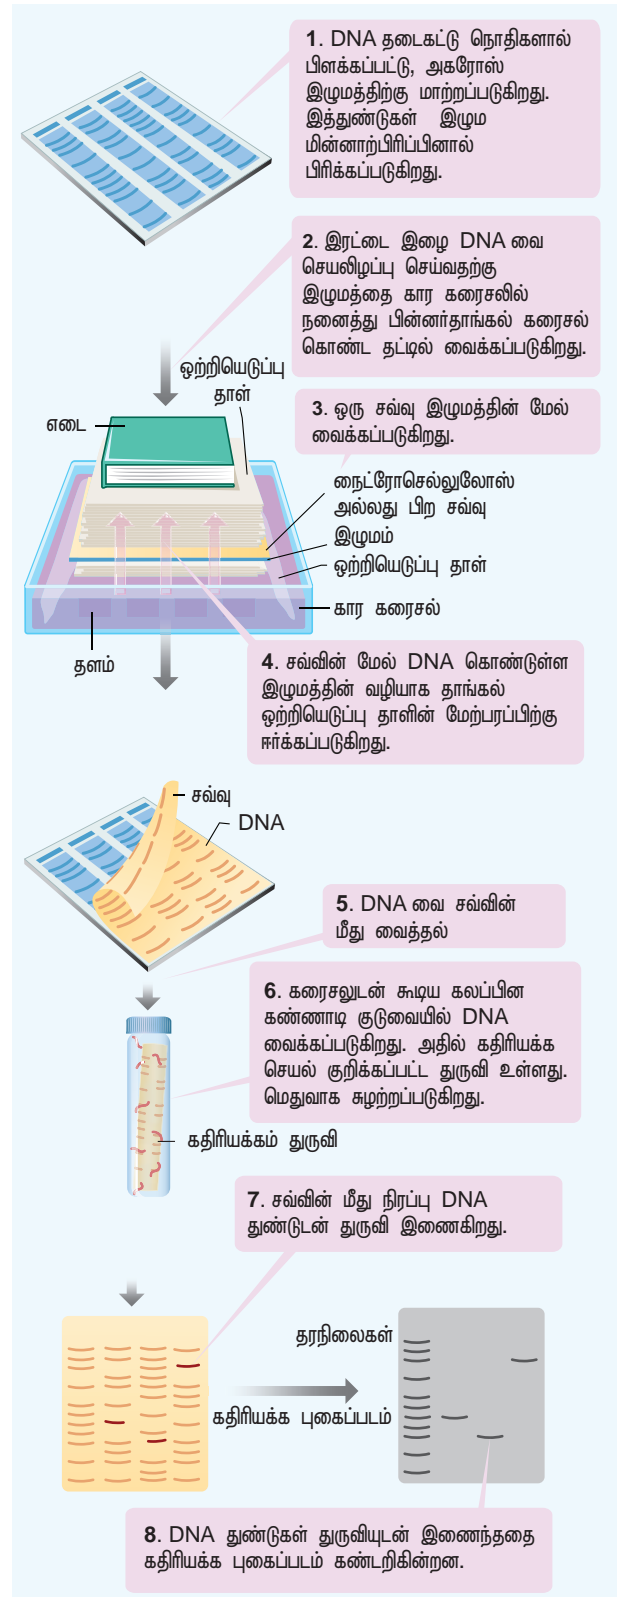 1. DNA தடைகட்டு நொதிகளால்
பிளக்கப்பட்டு, அகரோஸ்
இழுமத்திற்கு மாற்றப்படுகிறது.
இத்துண்டுகள் இழும
மின்னாற்பிரிப்பினால்
பிரிக்கப்படுகிறது.
2. இரட்டை இழை DNA வை
செயலிழப்பு செய்வதற்கு
இழுமத்தை கார கரைசலில்
நனைத்து பின்னர்தாங்கல் கரைசல்
கொண்ட தட்டில் வைக்கப்படுகிறது.
ஒற்றியெடுப்பு
தாள்
எடை
3. ஒரு சவ்வு இழுமத்தின் மேல்
வைக்கப்படுகிறது.
நைட்ரோசெல்லுலோஸ்
அல்லது பிற சவ்வு
இழுமம்
ஒற்றியெடுப்பு தாள்
கார கரைசல்
தளம்
4. சவ்வின் மேல் DNA கொண்டுள்ள
இழுமத்தின் வழியாக தாங்கல்
ஒற்றியெடுப்பு தாளின் மேற்பரப்பிற்கு
ஈர்க்கப்படுகிறது.
சவ்வு
DNA
5. DNA வை சவ்வின்
மீது வைத்தல்
6. கரைசலுடன் கூடிய கலப்பின
கண்ணாடி குடுவையில் DNA
வைக்கப்படுகிறது. அதில் கதிரியக்க
செயல் குறிக்கப்பட்ட துருவி உள்ளது.
மெதுவாக சுழற்றப்படுகிறது.
கதிரியக்கம் துருவி
7. சவ்வின் மீது நிரப்பு DNA
துண்டுடன் துருவி இணைகிறது.
தரநிலைகள்
கதிரியக்க புகைப்படம்
8. DNA துண்டுகள் துருவியுடன் இணைந்ததை
கதிரியக்க புகைப்படம் கண்டறிகின்றன.